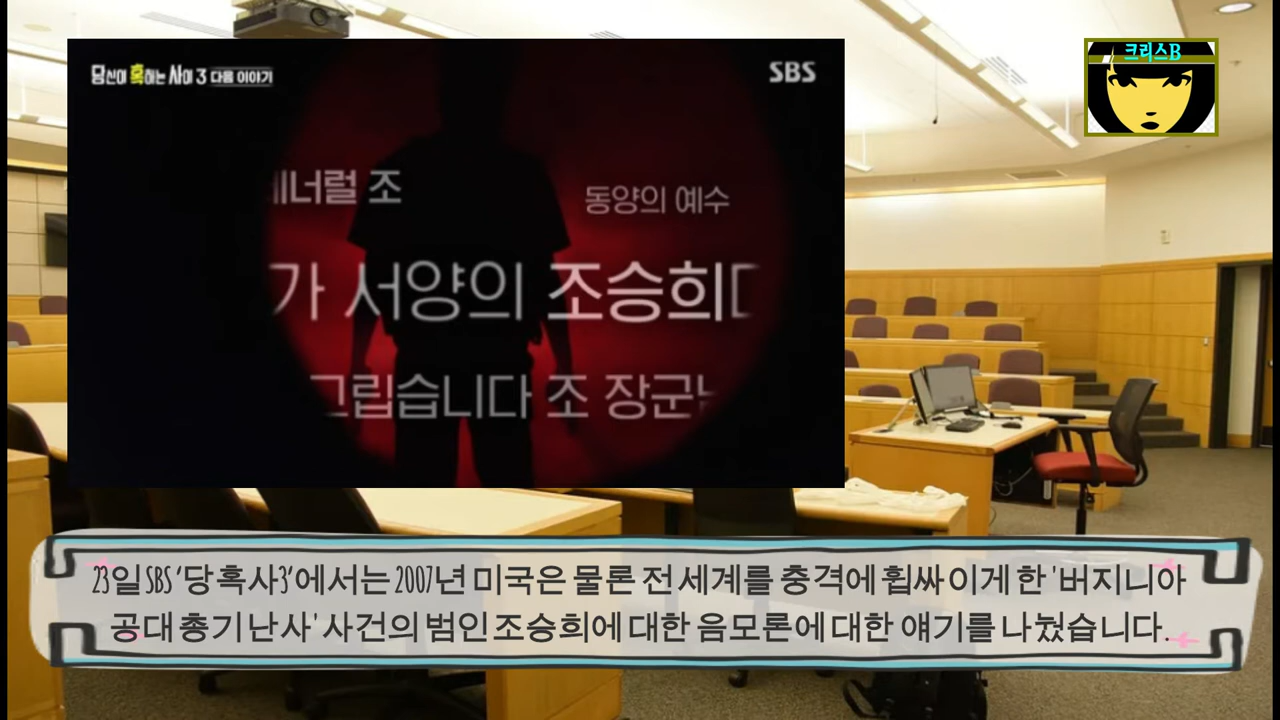 당신이 혹하는 사이 3 다음 이야기
SBS
크리스B
제너럴 조
동양의 예수
가 서양의 조승희
그립습니다 조 장군님
23일 SBS '당혹사3'에서는 2007년 미국은 물론 전 세계를 충격에 휩싸이게 한 '버지니아
공대 총기 난사' 사건의 범인 조승희에 대한 음모론에 대한 얘기를 나눴습니다.